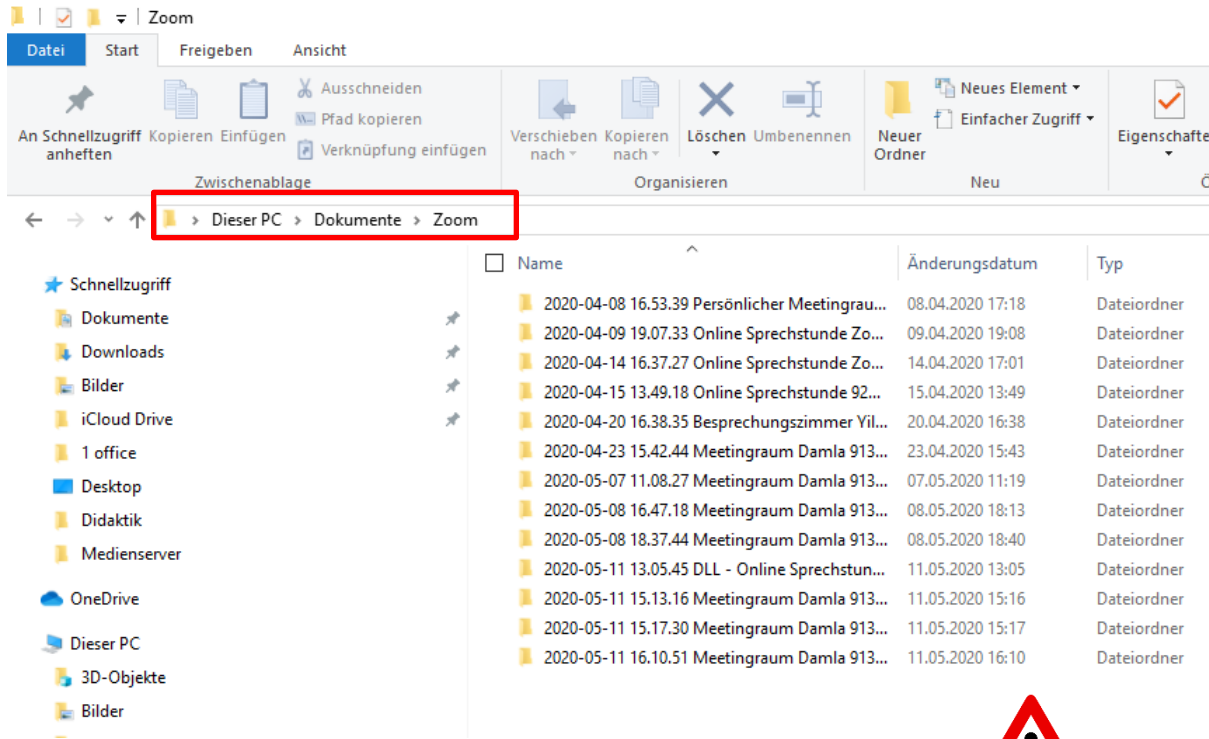 Zoom
Datei Start Freigeben Ansicht
An Schnellzugriff anheften
Kopieren
Einfügen
Ausschneiden
Pfad kopieren
Verknüpfung einfügen
Zwischenablage
Verschieben nach
Kopieren nach
Löschen
Umbenennen
Organisieren
Neuer Ordner
Neues Element
Einfacher Zugriff
Neu
Eigenschafte
Dieser PC > Dokumente > Zoom
Schnellzugriff
Dokumente
Downloads
Bilder
iCloud Drive
1 office
Desktop
Didaktik
Medienserver
OneDrive
Dieser PC
3D-Objekte
Bilder
Name Änderungsdatum Typ
2020-04-08 16.53.39 Persönlicher Meetingrau... 08.04.2020 17:18 Dateiordner
2020-04-09 19.07.33 Online Sprechstunde Zo... 09.04.2020 19:08 Dateiordner
2020-04-14 16.37.27 Online Sprechstunde Zo... 14.04.2020 17:01 Dateiordner
2020-04-15 13.49.18 Online Sprechstunde 92... 15.04.2020 13:49 Dateiordner
2020-04-20 16.38.35 Besprechungszimmer Yil... 20.04.2020 16:38 Dateiordner
2020-04-23 15.42.44 Meetingraum Damla 913... 23.04.2020 15:43 Dateiordner
2020-05-07 11.08.27 Meetingraum Damla 913... 07.05.2020 11:19 Dateiordner
2020-05-08 16.47.18 Meetingraum Damla 913... 08.05.2020 18:13 Dateiordner
2020-05-08 18.37.44 Meetingraum Damla 913... 08.05.2020 18:40 Dateiordner
2020-05-11 13.05.45 DLL - Online Sprechstun... 11.05.2020 13:05 Dateiordner
2020-05-11 15.13.16 Meetingraum Damla 913... 11.05.2020 15:16 Dateiordner
2020-05-11 15.17.30 Meetingraum Damla 913... 11.05.2020 15:17 Dateiordner
2020-05-11 16.10.51 Meetingraum Damla 913... 11.05.2020 16:10 Dateiordner